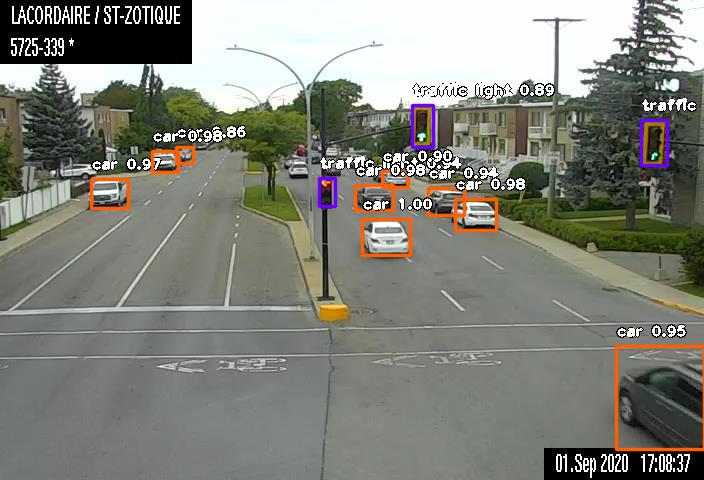 LACORDAIRE / ST-ZOTIQUE
5725-339 *
traffic light 0.89
traffic
car 0.98
0.86
car 0.97
traffic
car 0.90
car 0.98
0.94
car 0.94
car 0.98
car 1.00
car 0.95
01.Sep 2020 17:08:37